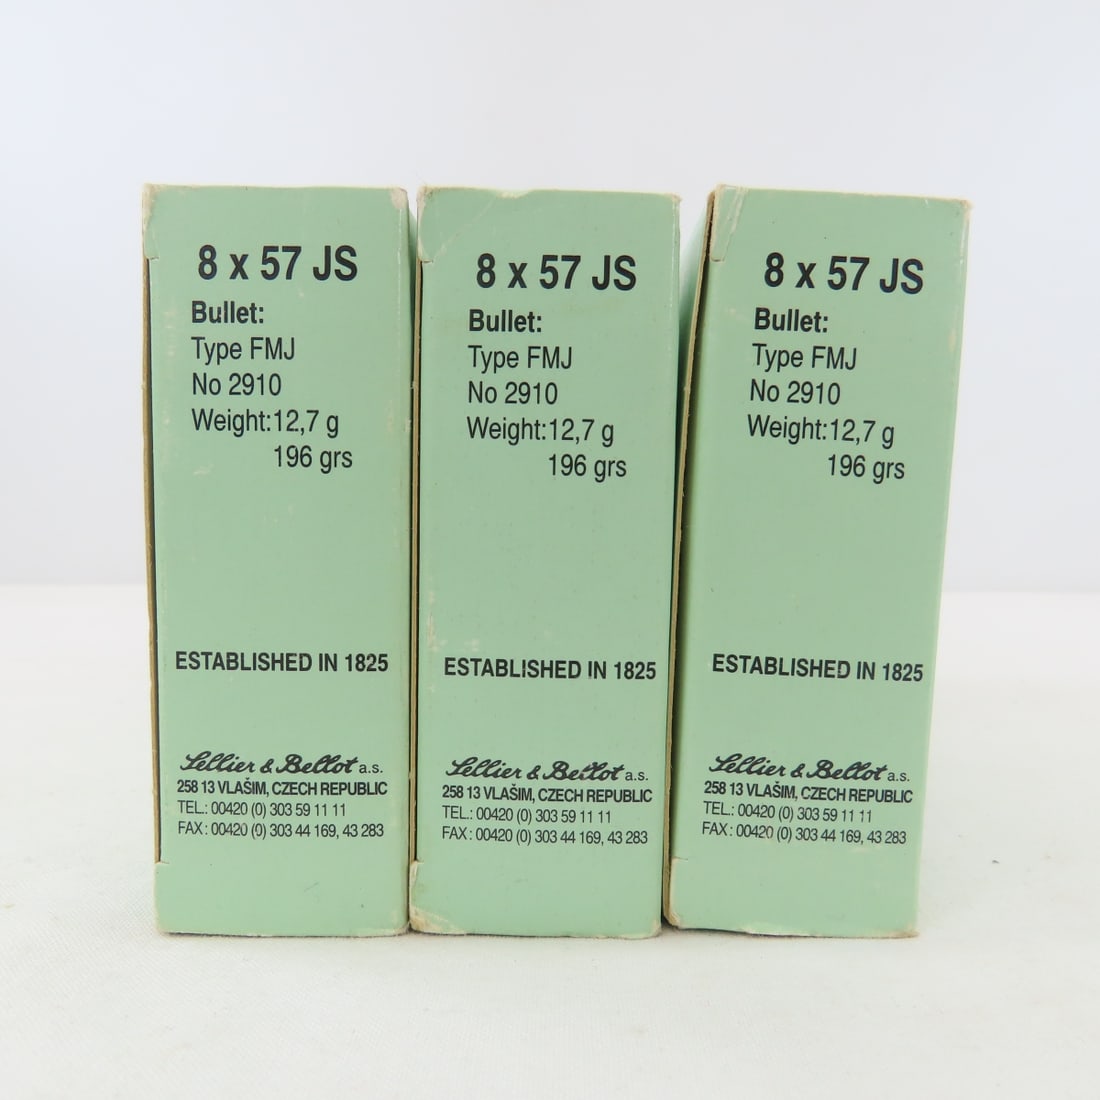 8 x 57 JS
Bullet:
Type FMJ
No 2910
Weight:12,7 g
196 grs
ESTABLISHED IN 1825
Sellier & Bellot a.s.
258 13 VLAŠIM, CZECH REPUBLIC
TEL.: 00420 (0) 303 59 11 11
FAX: 00420 (0) 303 44 169, 43 283
8 x 57 JS
Bullet:
Type FMJ
No 2910
Weight:12,7 g
196 grs
ESTABLISHED IN 1825
Sellier & Bellot a.s.
258 13 VLAŠIM, CZECH REPUBLIC
TEL.: 00420 (0) 303 59 11 11
FAX: 00420 (0) 303 44 169, 43 283
8 x 57 JS
Bullet:
Type FMJ
No 2910
Weight:12,7 g
196 grs
ESTABLISHED IN 1825
Sellier & Bellot a.s.
258 13 VLAŠIM, CZECH REPUBLIC
TEL.: 00420 (0) 303 59 11 11
FAX: 00420 (0) 303 44 169, 43 283